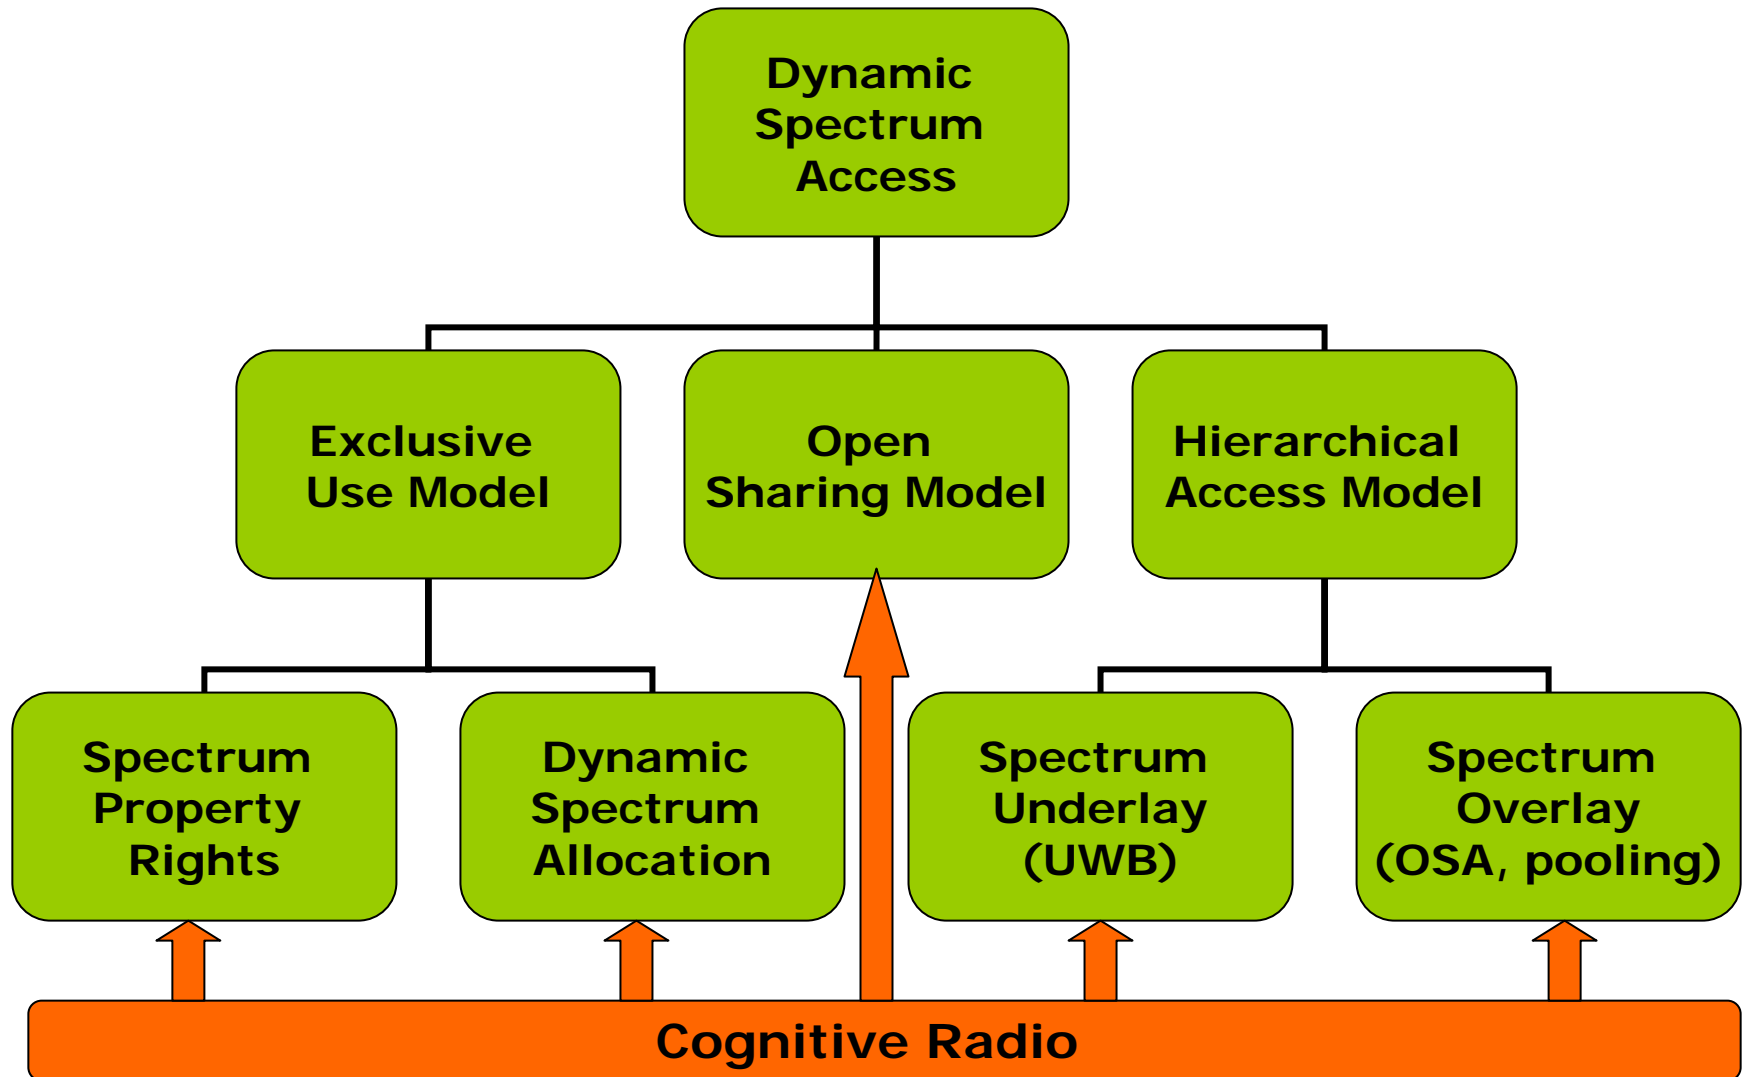 Dynamic
Spectrum
Access
Exclusive
Use Model
Open
Sharing Model
Hierarchical
Access Model
Spectrum
Property
Rights
Dynamic
Spectrum
Allocation
Spectrum
Underlay
(UWB)
Spectrum
Overlay
(OSA, pooling)
Cognitive Radio